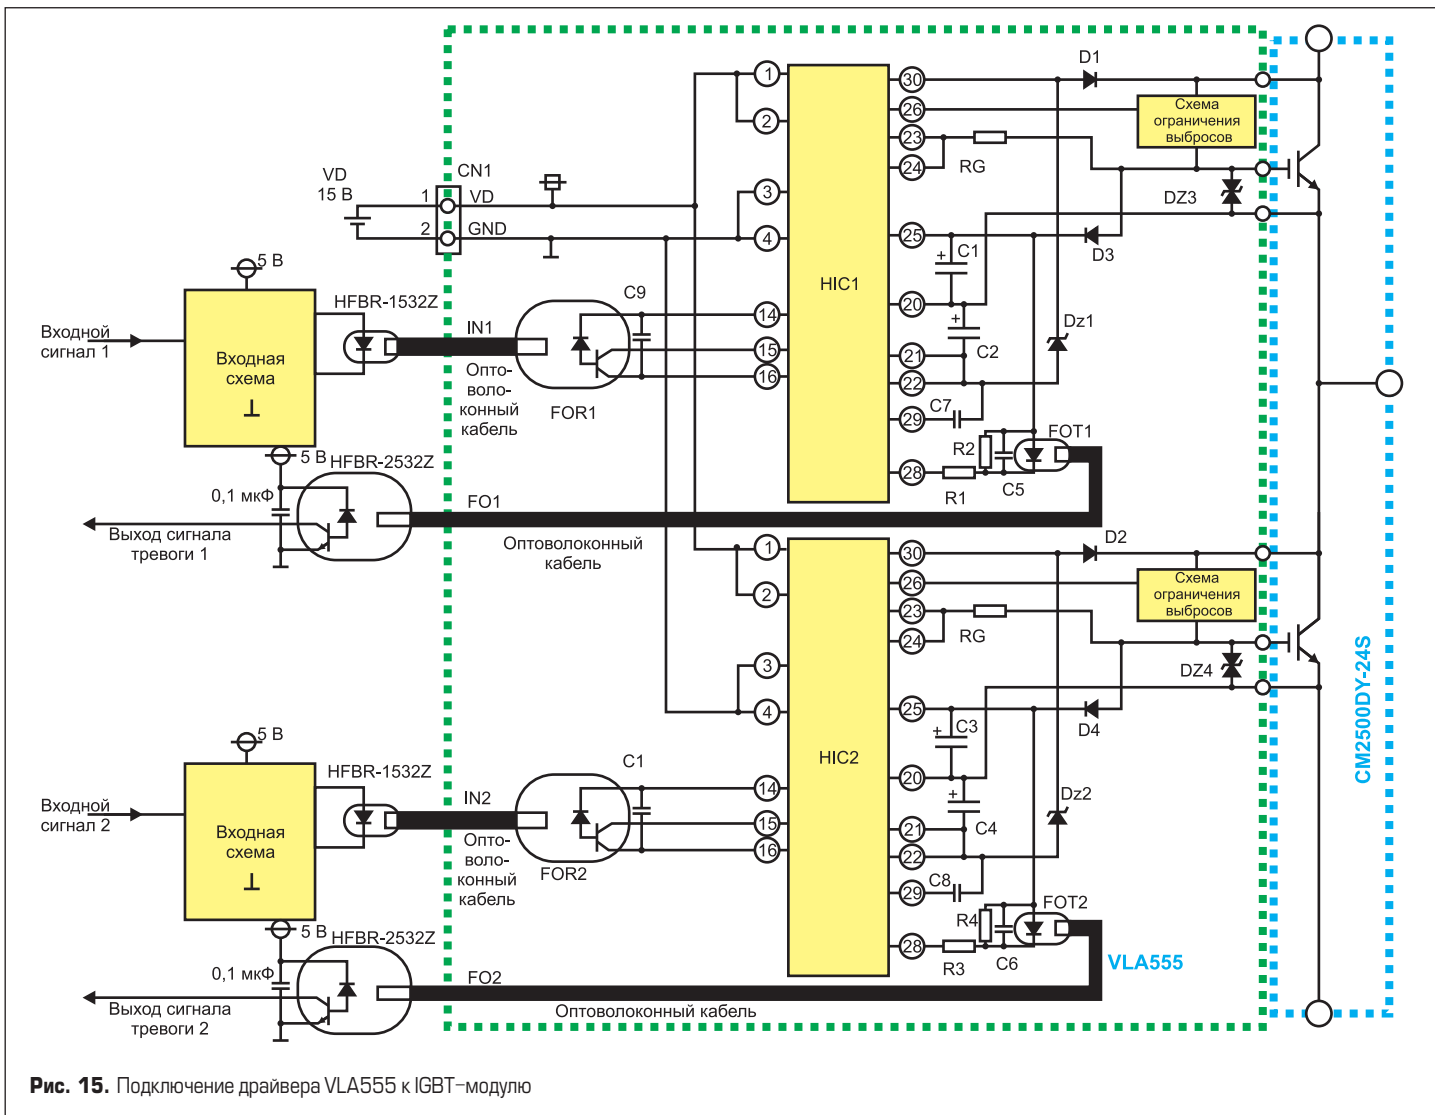 VD
15 В
CN1
1
VD
2
GND
5 В
Входной
сигнал 1
Входная
схема
HFBR-1532Z
IN1
Опто-
воло-
конный
кабель
C9
FOR1
5 В
HFBR-2532Z
0,1 мкФ
Выход сигнала
тревоги 1
FO1
Оптоволоконный
кабель
1
2
3
4
14
15
16
HIC1
30
26
23
24
25
20
21
22
29
28
D1
Схема
ограничения
выбросов
RG
DZ3
D3
C1
+
C2
+
Dz1
C7
R2
R1
C5
FOT1
5 В
Входной
сигнал 2
Входная
схема
HFBR-1532Z
IN2
Опто-
воло-
конный
кабель
C1
FOR2
5 В
HFBR-2532Z
0,1 мкФ
Выход сигнала
тревоги 2
FO2
Оптоволоконный кабель
1
2
3
4
14
15
16
HIC2
30
26
23
24
25
20
21
22
29
28
D2
Схема
ограничения
выбросов
RG
DZ4
D4
C3
+
C4
+
Dz2
C8
R4
R3
C6
FOT2
VLA555
CM2500DY-24S
Рис. 15. Подключение драйвера VLA555 к IGBT-модулю